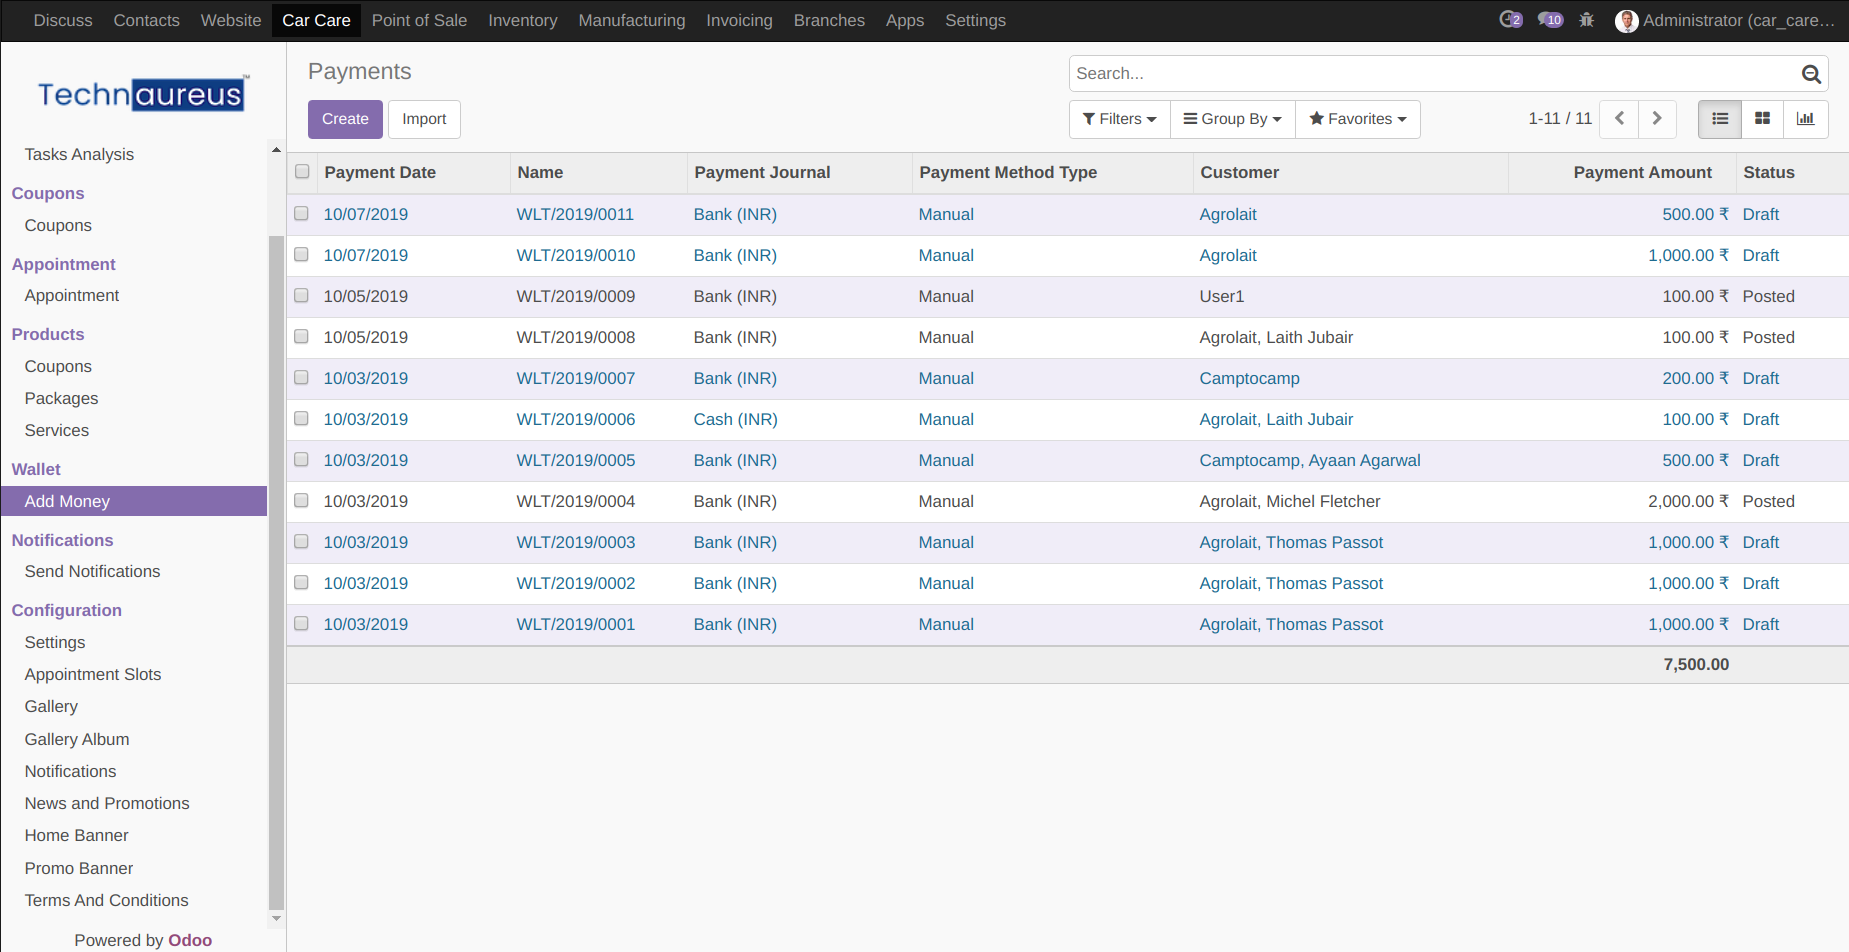 Discuss Contacts Website Car Care Point of Sale Inventory Manufacturing Invoicing Branches Apps Settings 2 10 Administrator (car_care...
Technaureus™
Tasks Analysis
Coupons
Coupons
Appointment
Appointment
Products
Coupons
Packages
Services
Wallet
Add Money
Notifications
Send Notifications
Configuration
Settings
Appointment Slots
Gallery
Gallery Album
Notifications
News and Promotions
Home Banner
Promo Banner
Terms And Conditions
Powered by Odoo
Payments
Search...
Create Import Filters Group By Favorites 1-11 / 11
Payment Date Name Payment Journal Payment Method Type Customer Payment Amount Status
10/07/2019 WLT/2019/0011 Bank (INR) Manual Agrolait 500.00 ₹ Draft
10/07/2019 WLT/2019/0010 Bank (INR) Manual Agrolait 1,000.00 ₹ Draft
10/05/2019 WLT/2019/0009 Bank (INR) Manual User1 100.00 ₹ Posted
10/05/2019 WLT/2019/0008 Bank (INR) Manual Agrolait, Laith Jubair 100.00 ₹ Posted
10/03/2019 WLT/2019/0007 Bank (INR) Manual Camptocamp 200.00 ₹ Draft
10/03/2019 WLT/2019/0006 Cash (INR) Manual Agrolait, Laith Jubair 100.00 ₹ Draft
10/03/2019 WLT/2019/0005 Bank (INR) Manual Camptocamp, Ayaan Agarwal 500.00 ₹ Draft
10/03/2019 WLT/2019/0004 Bank (INR) Manual Agrolait, Michel Fletcher 2,000.00 ₹ Posted
10/03/2019 WLT/2019/0003 Bank (INR) Manual Agrolait, Thomas Passot 1,000.00 ₹ Draft
10/03/2019 WLT/2019/0002 Bank (INR) Manual Agrolait, Thomas Passot 1,000.00 ₹ Draft
10/03/2019 WLT/2019/0001 Bank (INR) Manual Agrolait, Thomas Passot 1,000.00 ₹ Draft
7,500.00